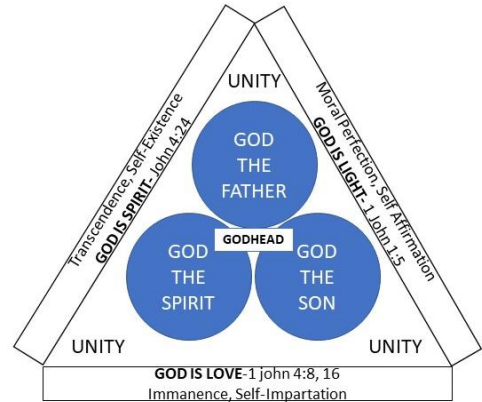 UNITY
Transcendence, Self-Existence
GOD IS SPIRIT- John 4:24
Moral Perfection, Self Affirmation
GOD IS LIGHT- 1 John 1:5
GOD
THE
FATHER
GODHEAD
GOD
THE
SPIRIT
GOD
THE
SON
UNITY
UNITY
GOD IS LOVE-1 john 4:8, 16
Immanence, Self-Impartation